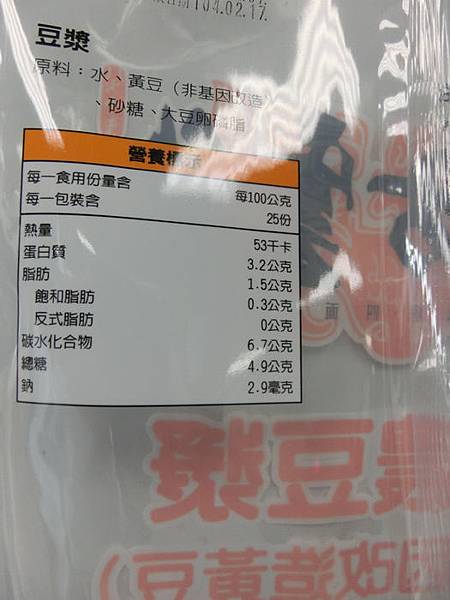 104.02.17.
豆漿
原料：水、黃豆（非基因改造）
、砂糖、大豆卵磷脂
營養標示
每一食用份量含 每100公克
每一包裝含 25份
熱量 53千卡
蛋白質 3.2公克
脂肪 1.5公克
飽和脂肪 0.3公克
反式脂肪 0公克
碳水化合物 6.7公克
總糖 4.9公克
鈉 2.9毫克